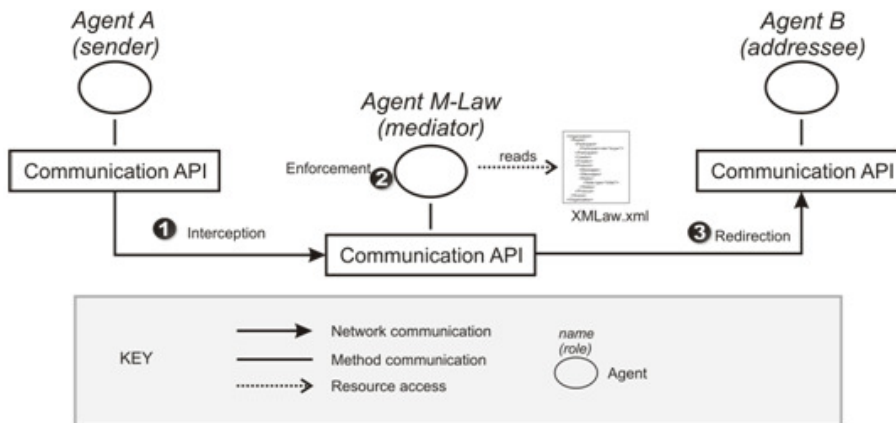 Agent A
(sender)
Agent B
(addressee)
Agent M-Law
(mediator)
Communication API
Enforcement
2
reads
Communication API
XMLaw.xml
1
Interception
3
Redirection
Communication API
KEY
Network communication
Method communication
Resource access
name
(role)
Agent